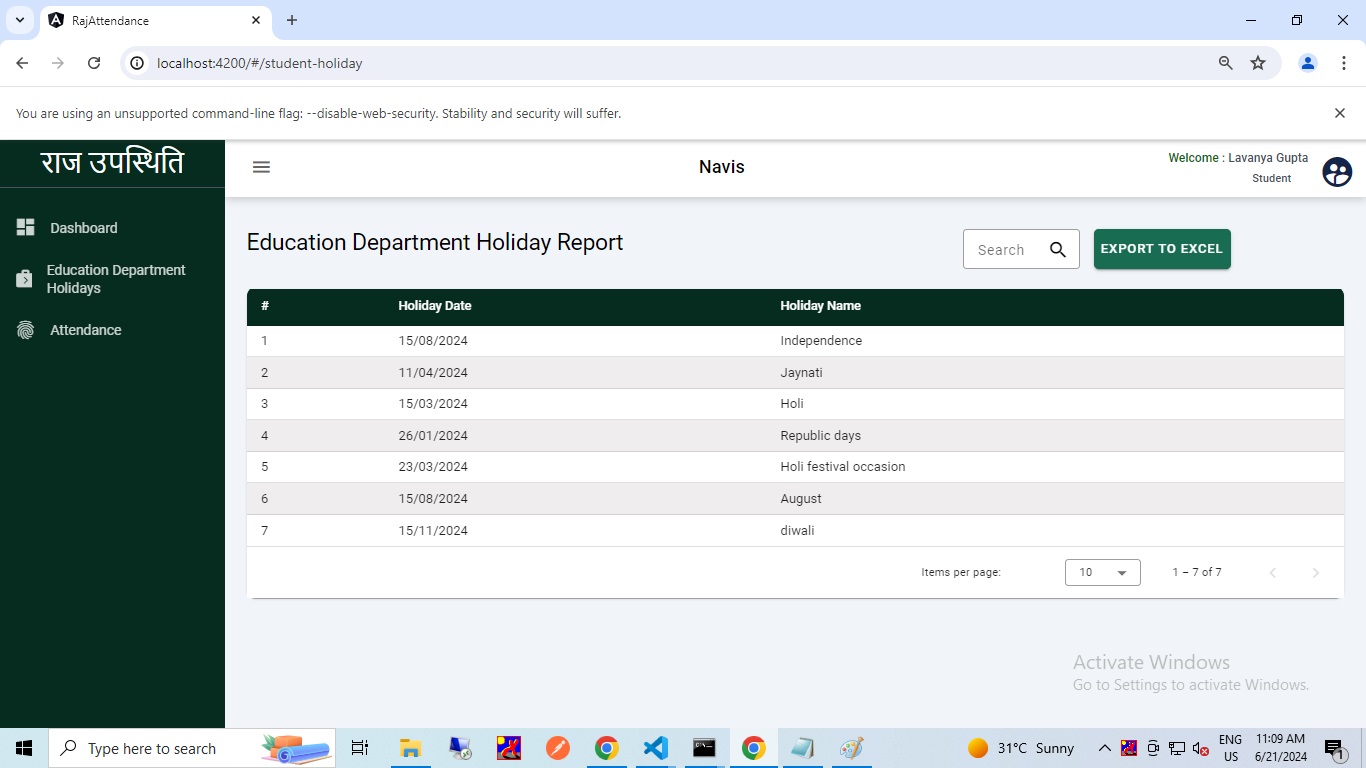 RajAttendance
localhost:4200/#/student-holiday
You are using an unsupported command-line flag: --disable-web-security. Stability and security will suffer.
राज उपस्थिति
Navis
Welcome : Lavanya Gupta
Student
Dashboard
Education Department
Holidays
Attendance
Education Department Holiday Report
Search
EXPORT TO EXCEL
# Holiday Date Holiday Name
1 15/08/2024 Independence
2 11/04/2024 Jaynati
3 15/03/2024 Holi
4 26/01/2024 Republic days
5 23/03/2024 Holi festival occasion
6 15/08/2024 August
7 15/11/2024 diwali
Items per page: 10 1 – 7 of 7
Activate Windows
Go to Settings to activate Windows.
Type here to search
31°C Sunny
ENG
US
11:09 AM
6/21/2024
1